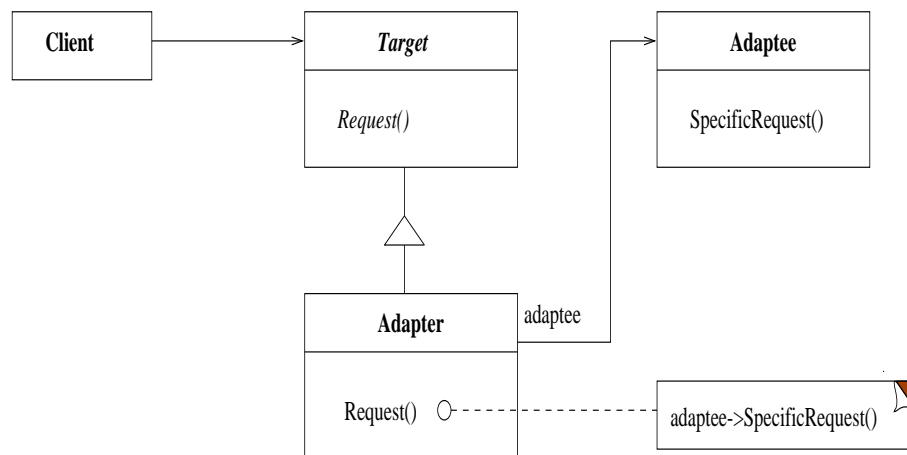 Client
Target
Adaptee
Request()
SpecificRequest()
Adapter
adaptee
Request()
adaptee->SpecificRequest()